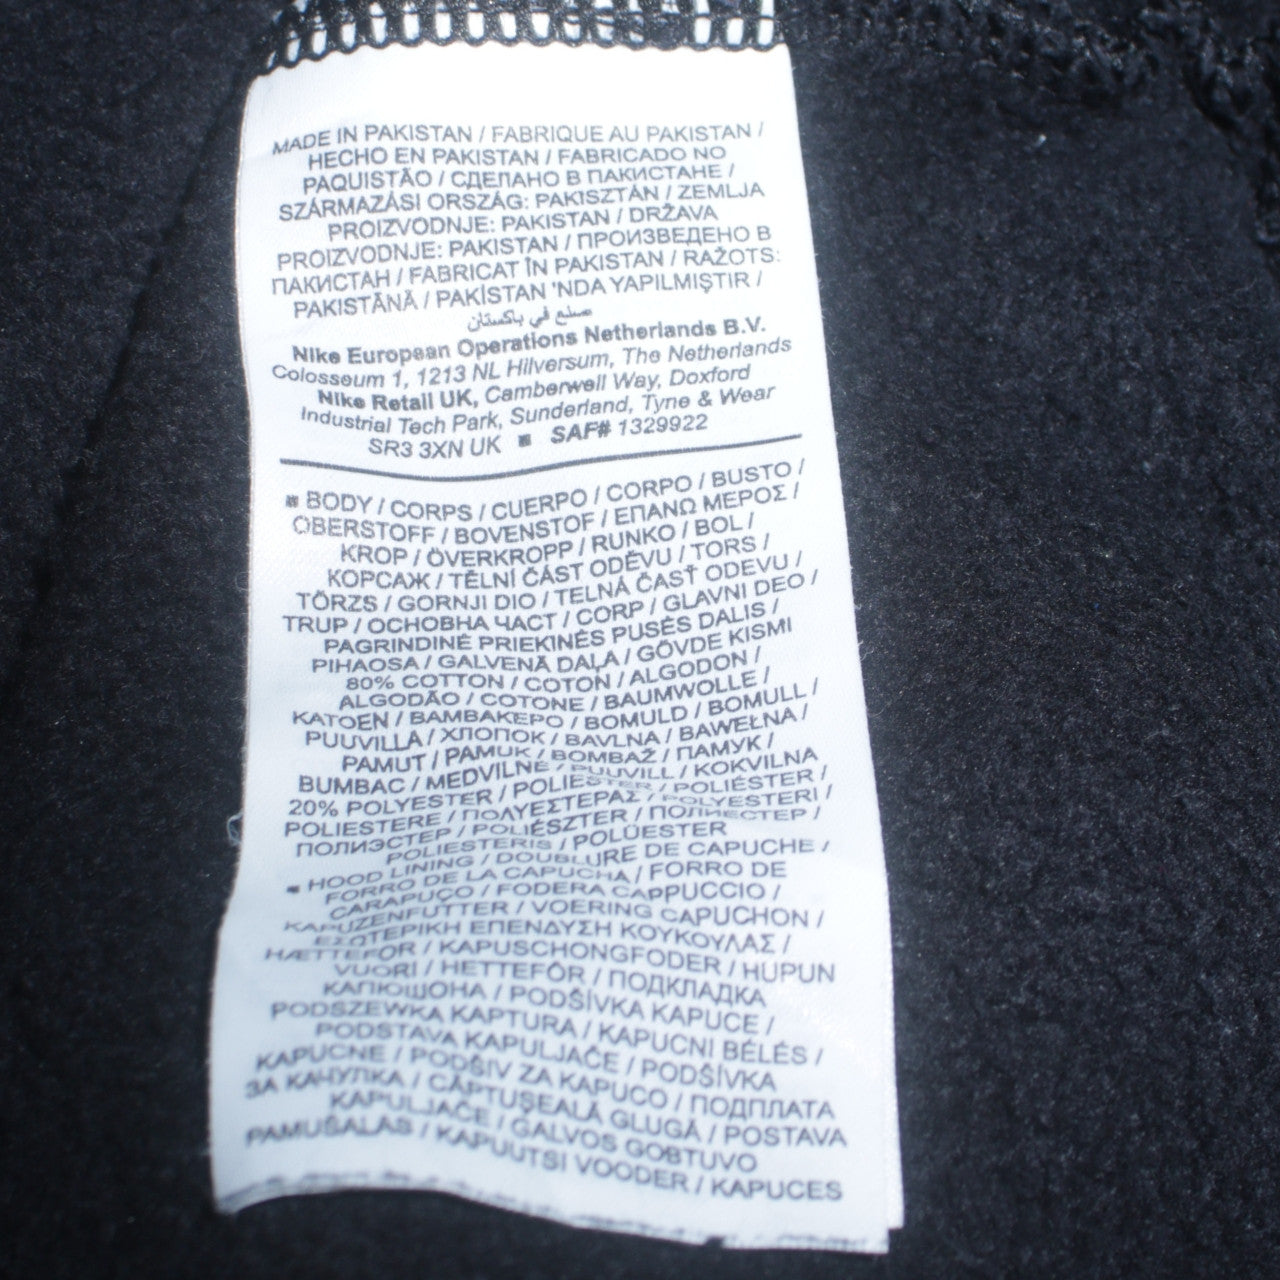 MADE IN PAKISTAN / FABRIQUE AU PAKISTAN /
HECHO EN PAKISTAN / FABRICADO NO
PAQUISTÃO / СДЕЛАНО В ПАКИСТАНЕ /
SZÁRMAZÁSI ORSZÁG: PAKISZTÁN / ZEMLJA
PROIZVODNJE: PAKISTAN / DRŽAVA
PROIZVODNJE: PAKISTAN / ПРОИЗВЕДЕНО В
ПАКИСТАН / FABRICAT ÎN PAKISTAN / RAŽOTS:
PAKISTĀNĀ / PAKİSTAN 'NDA YAPILMIŞTIR /
صنع في باكستان
Nike European Operations Netherlands B.V.
Colosseum 1, 1213 NL Hilversum, The Netherlands
Nike Retail UK, Camberwell Way, Doxford
Industrial Tech Park, Sunderland, Tyne & Wear
SR3 3XN UK ■ SAF# 1329922
■ BODY / CORPS / CUERPO / CORPO / BUSTO /
OBERSTOFF / BOVENSTOF / ΕΠΑΝΩ ΜΕΡΟΣ /
KROP / ÖVERKROPP / RUNKO / BOL /
КОРСАЖ / TĚLNÍ ČÁST ODĚVU / TORS /
TÖRZS / GORNJI DIO / TELNÁ ČASŤ ODEVU /
TRUP / ОСНОВНА ЧАСТ / CORP / GLAVNI DEO /
PAGRINDINĖ PRIEKINĖS PUSĖS DALIS /
PIHAOSA / GALVENĀ DAĻA / GÖVDE KISMI
80% COTTON / COTON / ALGODON /
ALGODÃO / COTONE / BAUMWOLLE /
KATOEN / ΒΑΜΒΑΚΕΡΟ / BOMULD / BOMULL /
PUUVILLA / ХЛОПОК / BAVLNA / BAWEŁNA /
PAMUT / PAMUK / BOMBAŽ / ПАМУК /
BUMBAC / MEDVILNĖ / PUUVILL / KOKVILNA
20% POLYESTER / POLIESTER / POLIÉSTER /
POLIESTERE / ΠΟΛΥΕΣΤΕΡΑΣ / POLYESTERI /
ПОЛИЭСТЕР / POLIÉSZTER / ПОЛИЕСТЕР /
POLIESTERIS / POLÜESTER
■ HOOD LINING / DOUBLURE DE CAPUCHE /
FORRO DE LA CAPUCHA / FORRO DE
CARAPUÇO / FODERA CAPPUCCIO /
KAPUZENFUTTER / VOERING CAPUCHON /
ΕΣΩΤΕΡΙΚΗ ΕΠΕΝΔΥΣΗ ΚΟΥΚΟΥΛΑΣ /
HÆTTEFOR / KAPUSCHONGFODER / HUPUN
VUORI / HETTEFÔR / ПОДКЛАДКА
КАПЮШОНА / PODŠÍVKA KAPUCE /
PODSZEWKA KAPTURA / KAPUCNI BÉLÉS /
PODSTAVA KAPULJAČE / PODŠÍVKA
KAPUCNE / PODŠIV ZA KAPUCO / ПОДПЛАТА
ЗА КАЧУЛКА / CĂPTUŞEALĂ GLUGĂ / POSTAVA
KAPULJAČE / GALVOS GOBTUVO
PAMUŠALAS / KAPUUTSI VOODER / KAPUCES